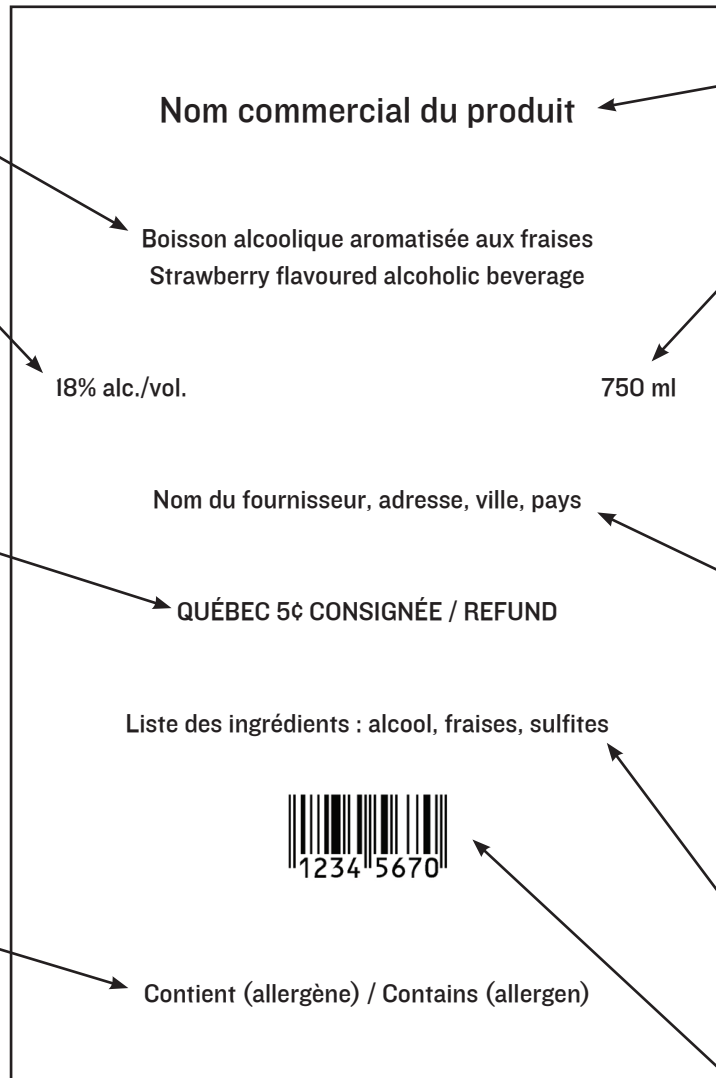 Nom commercial du produit
Boisson alcoolique aromatisée aux fraises
Strawberry flavoured alcoholic beverage
18% alc./vol.
750 ml
Nom du fournisseur, adresse, ville, pays
QUÉBEC 5¢ CONSIGNÉE / REFUND
Liste des ingrédients : alcool, fraises, sulfites
1234 5670
Contient (allergène) / Contains (allergen)